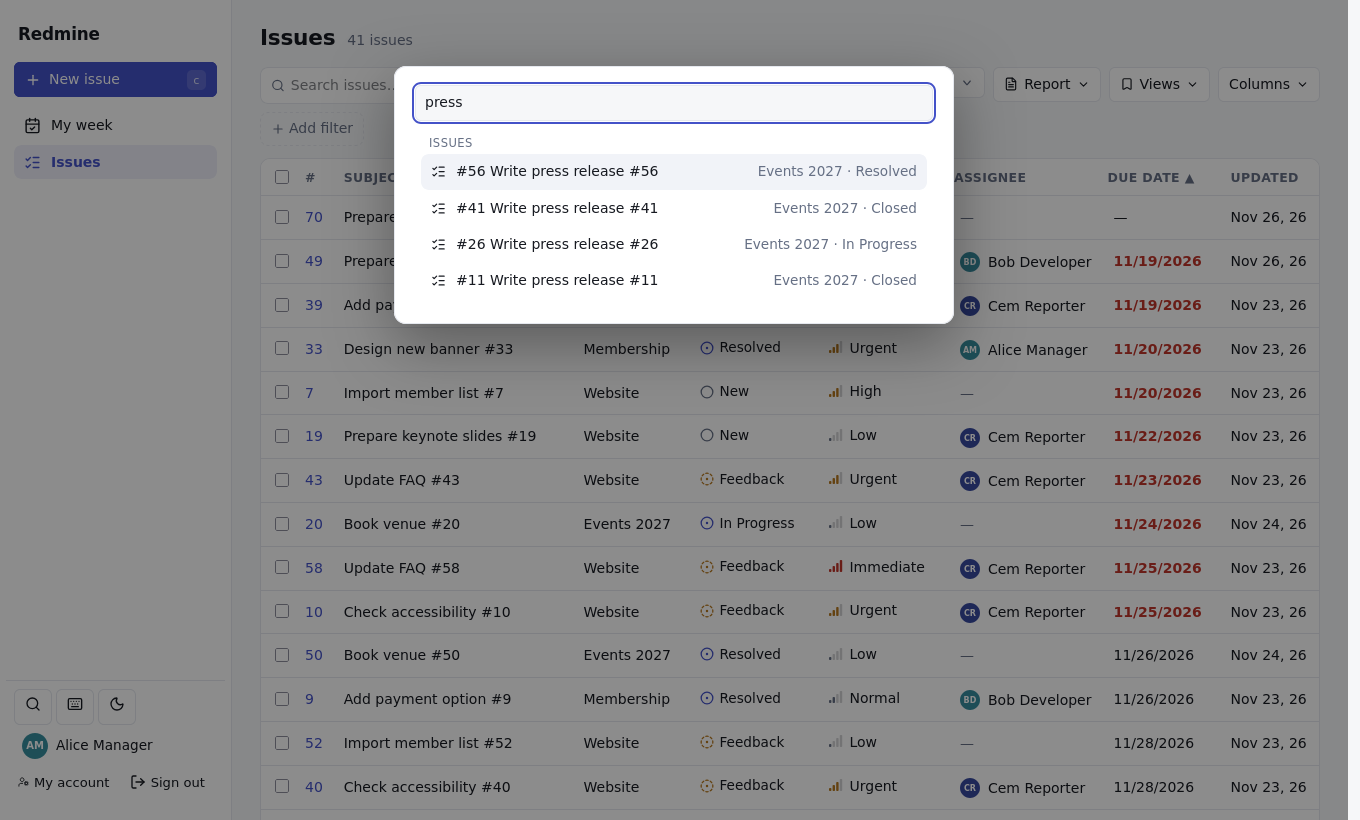 Redmine
New issue c
My week
Issues
AM Alice Manager
My account Sign out
Issues 41 issues
Search issues...
Report Views Columns
Add filter
press
ISSUES
#56 Write press release #56 Events 2027 · Resolved
#41 Write press release #41 Events 2027 · Closed
#26 Write press release #26 Events 2027 · In Progress
#11 Write press release #11 Events 2027 · Closed
# ASSIGNEE DUE DATE ▲ UPDATED
70 Prepare — — Nov 26, 26
49 Prepare BD Bob Developer 11/19/2026 Nov 26, 26
39 Add CR Cem Reporter 11/19/2026 Nov 23, 26
33 Design new banner #33 Membership Resolved Urgent AM Alice Manager 11/20/2026 Nov 23, 26
7 Import member list #7 Website New High — 11/20/2026 Nov 23, 26
19 Prepare keynote slides #19 Website New Low CR Cem Reporter 11/22/2026 Nov 23, 26
43 Update FAQ #43 Website Feedback Urgent CR Cem Reporter 11/23/2026 Nov 23, 26
20 Book venue #20 Events 2027 In Progress Low — 11/24/2026 Nov 24, 26
58 Update FAQ #58 Website Feedback Immediate CR Cem Reporter 11/25/2026 Nov 23, 26
10 Check accessibility #10 Website Feedback Urgent CR Cem Reporter 11/25/2026 Nov 23, 26
50 Book venue #50 Events 2027 Resolved Low — 11/26/2026 Nov 24, 26
9 Add payment option #9 Membership Resolved Normal BD Bob Developer 11/26/2026 Nov 23, 26
52 Import member list #52 Website Feedback Low — 11/28/2026 Nov 23, 26
40 Check accessibility #40 Website Feedback Urgent CR Cem Reporter 11/28/2026 Nov 23, 26